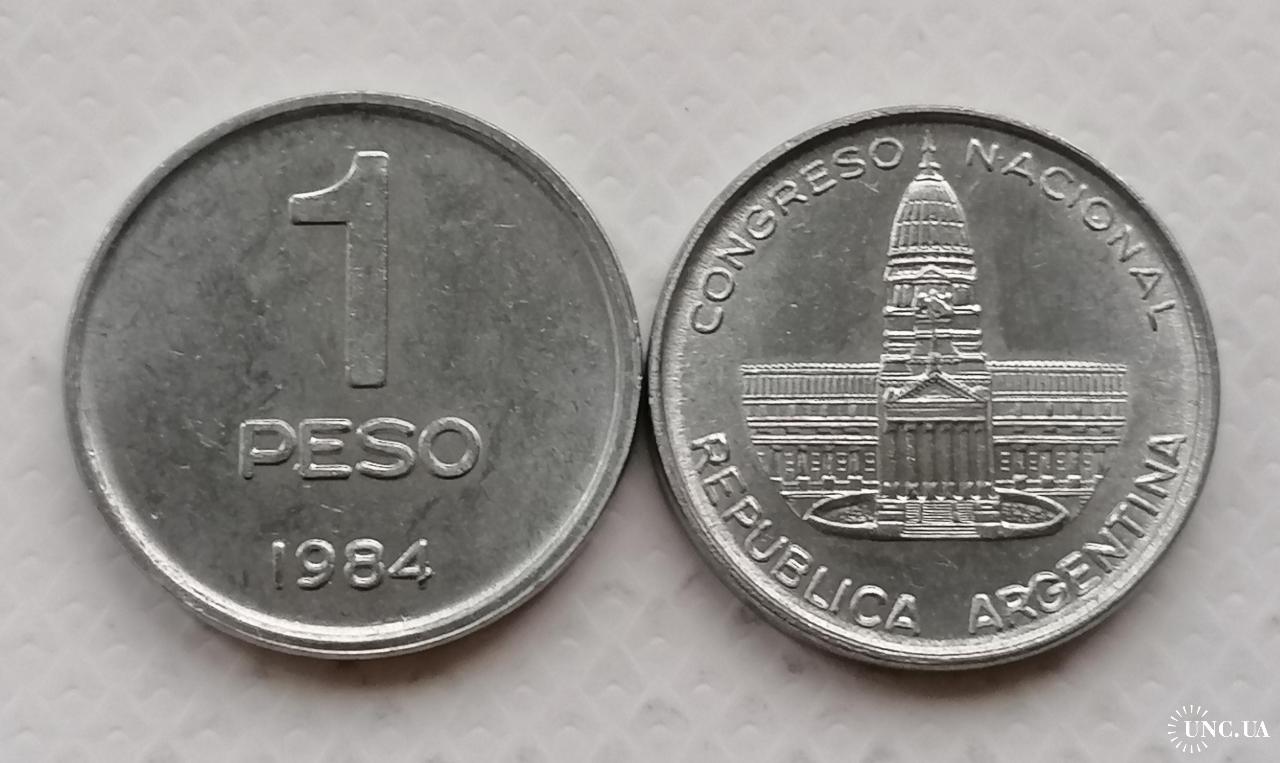 1
PESO
1984
CONGRESO NACIONAL
REPUBLICA ARGENTINA
UNC.UA